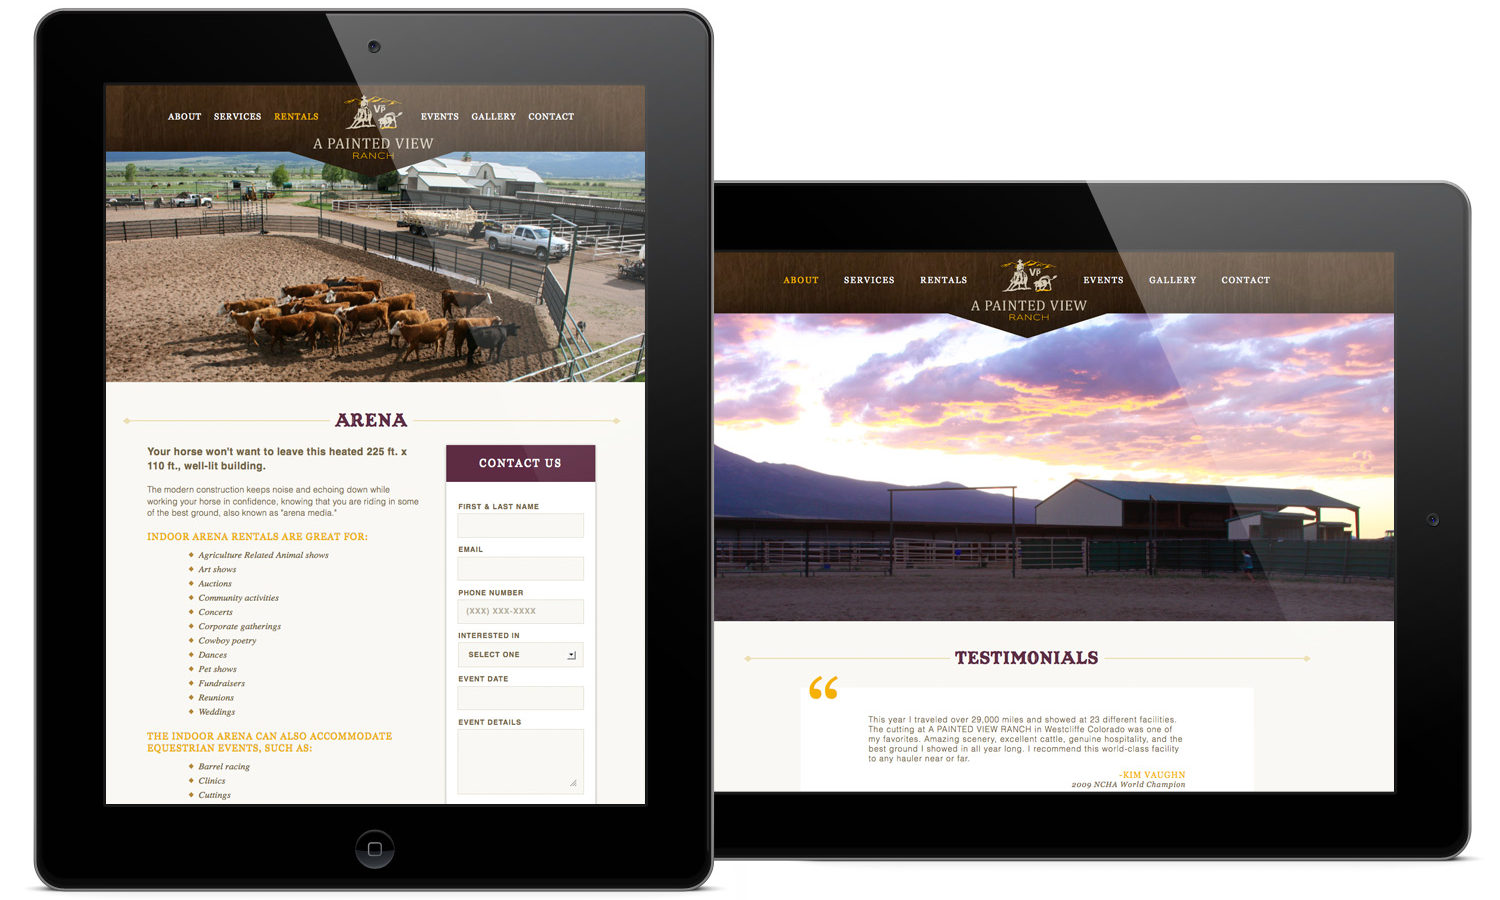 ABOUT SERVICES RENTALS EVENTS GALLERY CONTACT
VP
A PAINTED VIEW
RANCH
ARENA
Your horse won't want to leave this heated 225 ft. x
110 ft., well-lit building.
The modern construction keeps noise and echoing down while
working your horse in confidence, knowing that you are riding in some
of the best ground, also known as "arena media."
INDOOR ARENA RENTALS ARE GREAT FOR:
Agriculture Related Animal shows
Art shows
Auctions
Community activities
Concerts
Corporate gatherings
Cowboy poetry
Dances
Pet shows
Fundraisers
Reunions
Weddings
THE INDOOR ARENA CAN ALSO ACCOMMODATE
EQUESTRIAN EVENTS, SUCH AS:
Barrel racing
Clinics
Cuttings
CONTACT US
FIRST & LAST NAME
EMAIL
PHONE NUMBER
(XXX) XXX-XXXX
INTERESTED IN
SELECT ONE
EVENT DATE
EVENT DETAILS
ABOUT SERVICES RENTALS EVENTS GALLERY CONTACT
VP
A PAINTED VIEW
RANCH
TESTIMONIALS
“
This year I traveled over 29,000 miles and showed at 23 different facilities.
The cutting at A PAINTED VIEW RANCH in Westcliffe Colorado was one of
my favorites. Amazing scenery, excellent cattle, genuine hospitality, and the
best ground I showed in all year long. I recommend this world-class facility
to any hauler near or far.
-KIM VAUGHN
2009 NCHA World Champion